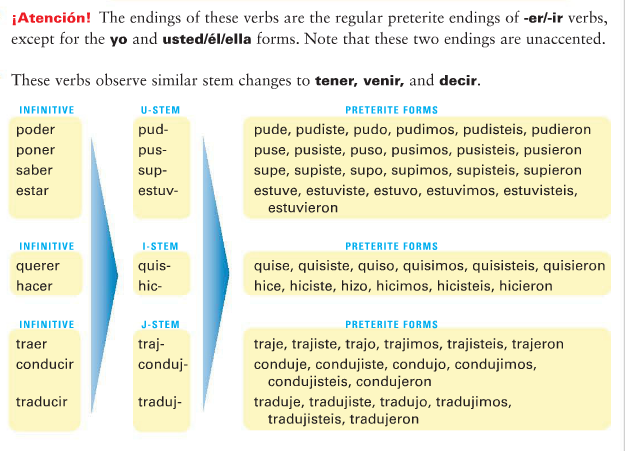 ¡Atención! The endings of these verbs are the regular preterite endings of -er/-ir verbs,
except for the yo and usted/él/ella forms. Note that these two endings are unaccented.
These verbs observe similar stem changes to tener, venir, and decir.
INFINITIVE U-STEM PRETERITE FORMS
poder pud- pude, pudiste, pudo, pudimos, pudisteis, pudieron
poner pus- puse, pusiste, puso, pusimos, pusisteis, pusieron
saber sup- supe, supiste, supo, supimos, supisteis, supieron
estar estuv- estuve, estuviste, estuvo, estuvimos, estuvisteis,
estuvieron
INFINITIVE I-STEM PRETERITE FORMS
querer quis- quise, quisiste, quiso, quisimos, quisisteis, quisieron
hacer hic- hice, hiciste, hizo, hicimos, hicisteis, hicieron
INFINITIVE J-STEM PRETERITE FORMS
traer traj- traje, trajiste, trajo, trajimos, trajisteis, trajeron
conducir conduj- conduje, condujiste, condujo, condujimos,
condujisteis, condujeron
traducir traduj- traduje, tradujiste, tradujo, tradujimos,
tradujisteis, tradujeron